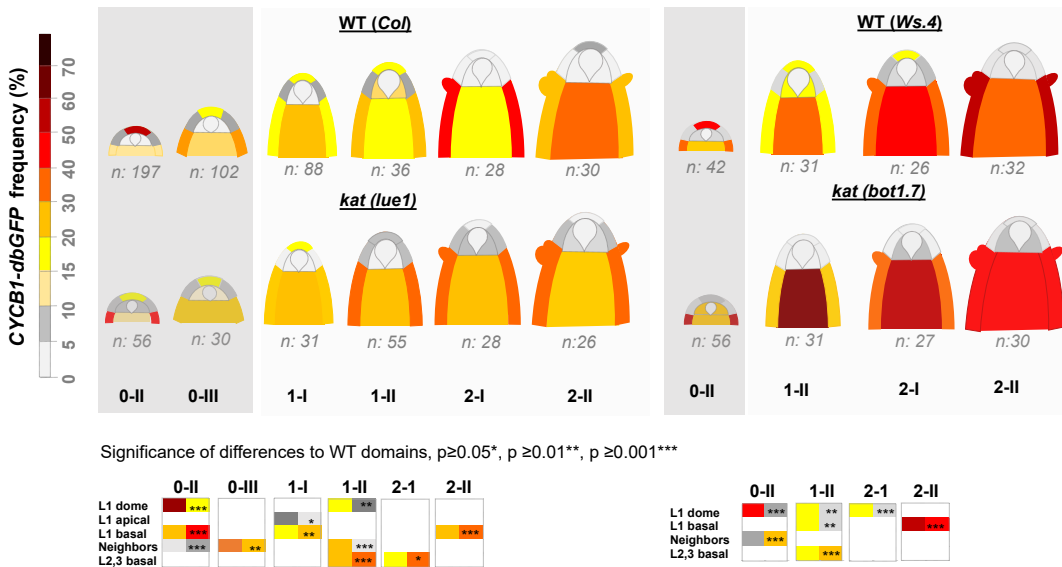 CYCB1-dbGFP frequency (%)
70
60
50
40
30
20
15
10
5
0
WT (Col)
WT (Ws.4)
n: 197
n: 102
n: 88
n: 36
n: 28
n:30
n: 42
n: 31
n: 26
n:32
kat (lue1)
kat (bot1.7)
n: 56
n: 30
n: 31
n: 55
n: 28
n:26
n: 56
n: 31
n: 27
n:30
0-II
0-III
1-I
1-II
2-I
2-II
0-II
1-II
2-I
2-II
Significance of differences to WT domains, p≥0.05*, p ≥0.01**, p ≥0.001***
0-II
0-III
1-I
1-II
2-1
2-II
L1 dome
***
**
L1 apical
*
L1 basal
***
**
***
Neighbors
***
**
***
L2,3 basal
***
*
0-II
1-II
2-1
2-II
L1 dome
***
**
***
L1 basal
**
***
Neighbors
***
L2,3 basal
***